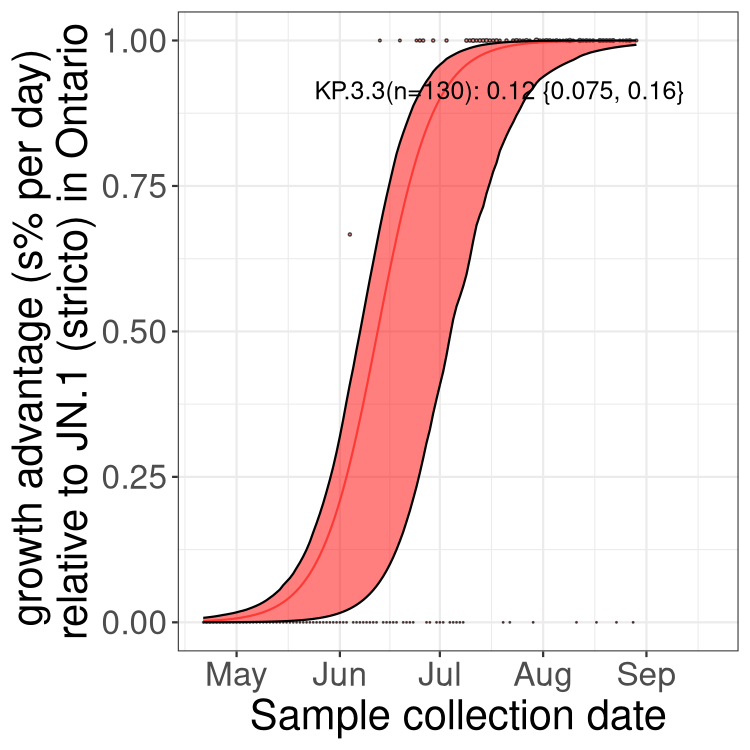 growth advantage (s% per day)
relative to JN.1 (stricto) in Ontario
1.00
0.75
0.50
0.25
0.00
KP.3.3(n=130): 0.12 {0.075, 0.16}
May Jun Jul Aug Sep
Sample collection date